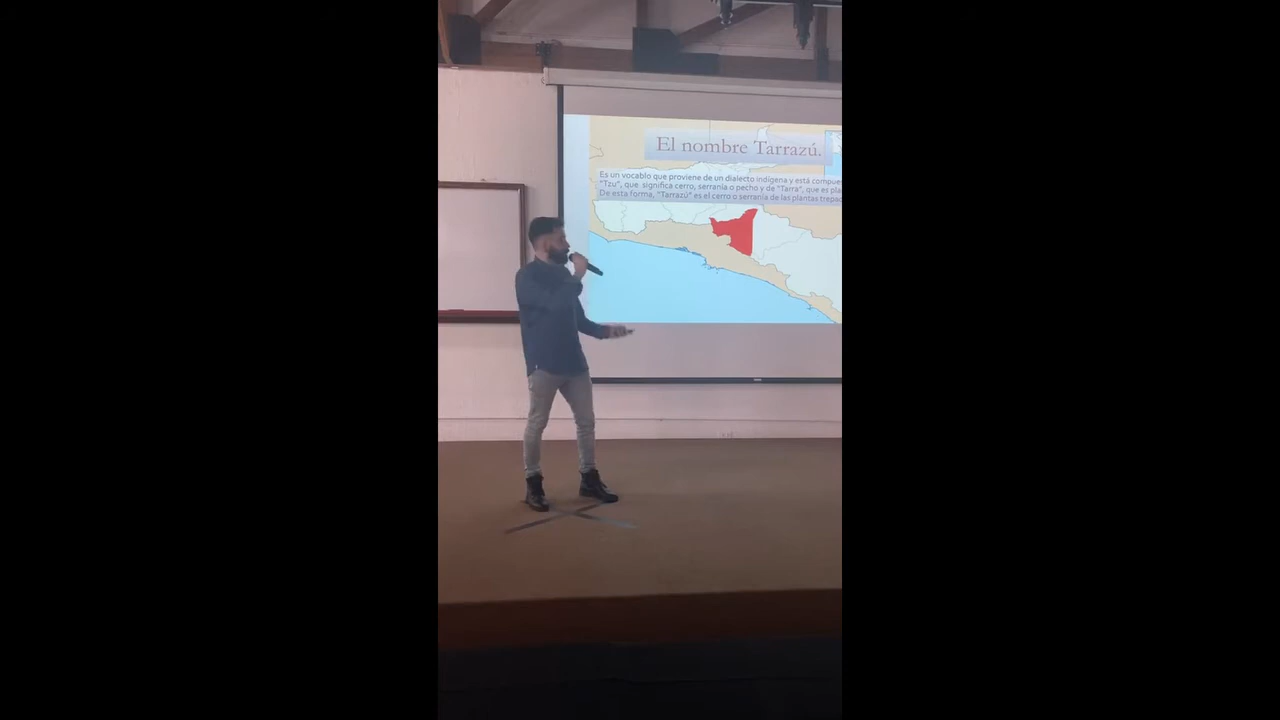 El nombre Tarrazú.
Es un vocablo que proviene de un dialecto indígena y está compue
"Tzu", que significa cerro, serranía o pecho y de "Tarra", que es pla
De esta forma, "Tarrazú" es el cerro o serranía de las plantas trepad